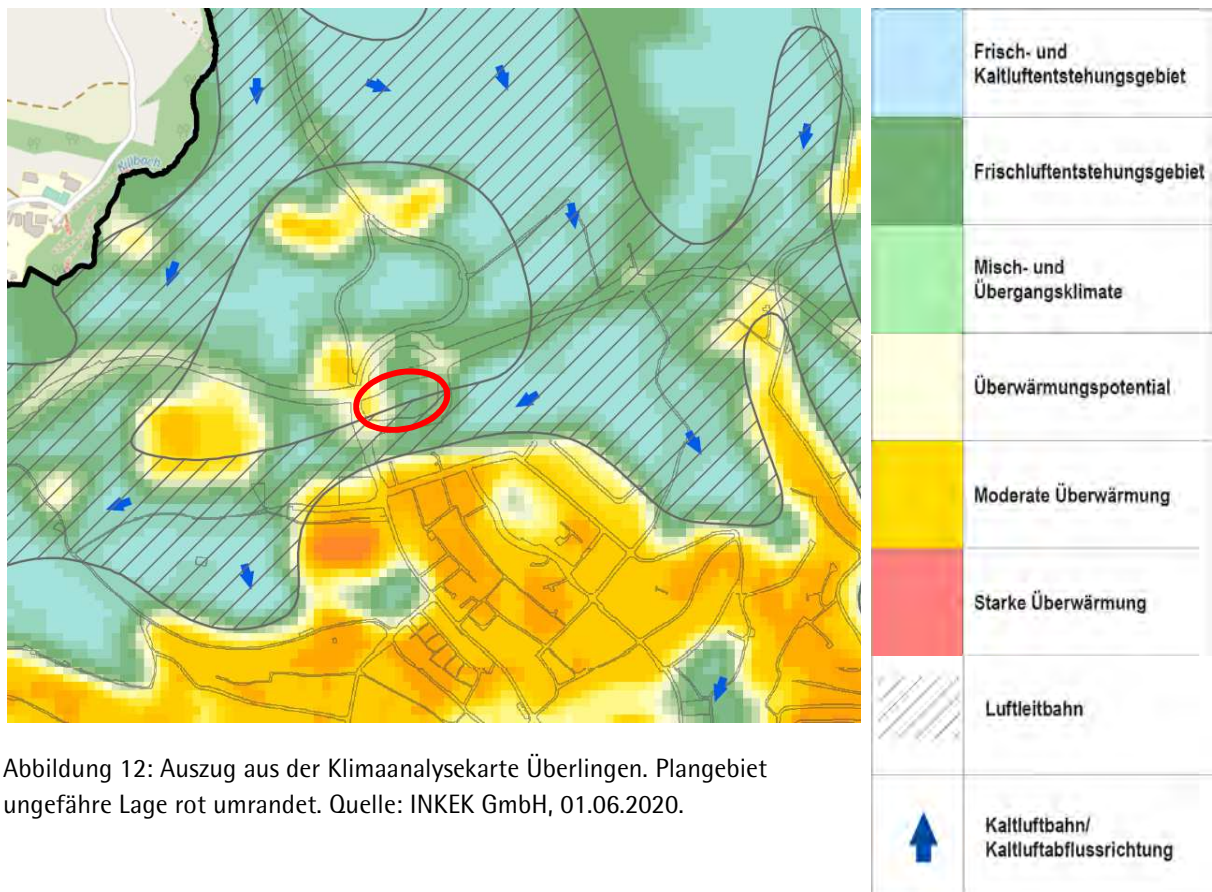 Killbach
Frisch- und
Kaltluftentstehungsgebiet
Frischluftentstehungsgebiet
Misch- und
Übergangsklimate
Überwärmungspotential
Moderate Überwärmung
Starke Überwärmung
Luftleitbahn
Kaltluftbahn/
Kaltluftabflussrichtung
Abbildung 12: Auszug aus der Klimaanalysekarte Überlingen. Plangebiet
ungefähre Lage rot umrandet. Quelle: INKEK GmbH, 01.06.2020.